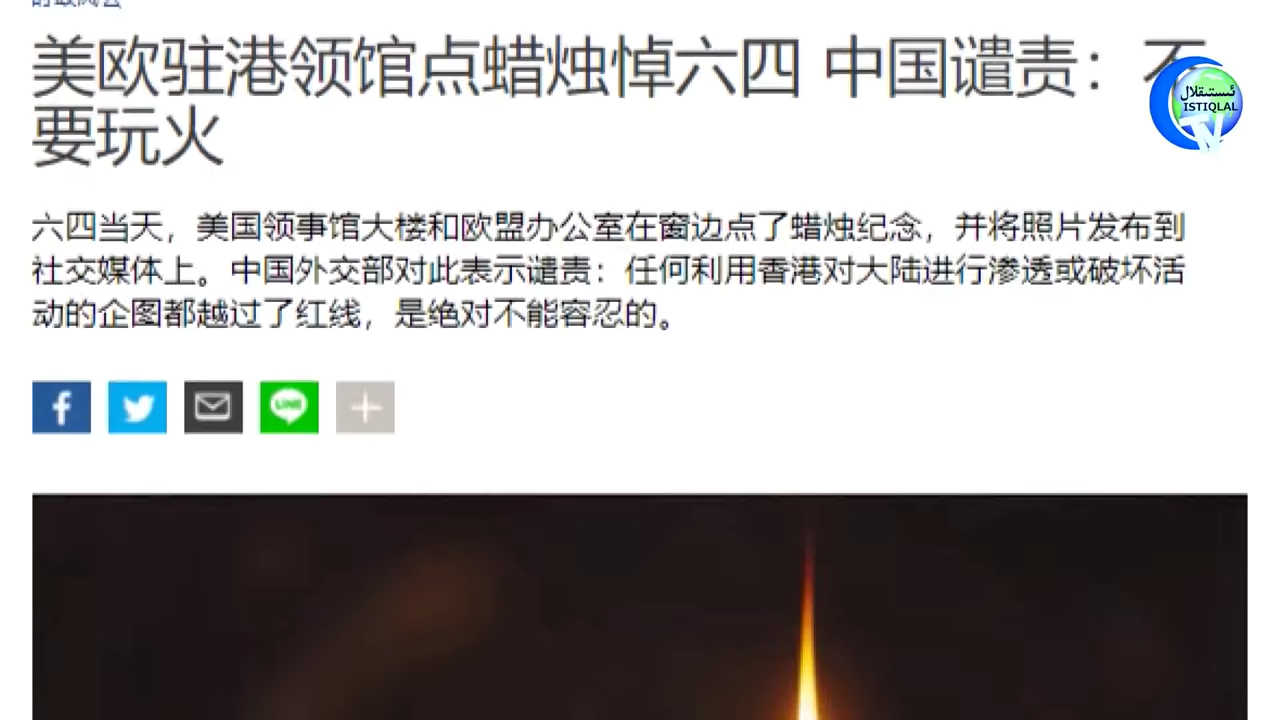 美欧驻港领馆点蜡烛悼六四 中国谴责：不
要玩火
ئىستىقلال
ISTIQLAL
TV
六四当天，美国领事馆大楼和欧盟办公室在窗边点了蜡烛纪念，并将照片发布到
社交媒体上。中国外交部对此表示谴责：任何利用香港对大陆进行渗透或破坏活
动的企图都越过了红线，是绝对不能容忍的。
LINE